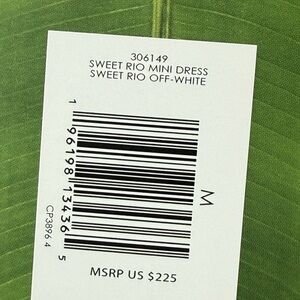 306149
SWEET RIO MINI DRESS
SWEET RIO OFF-WHITE
1 96198 13436 5
M
CP3896 4
MSRP US $225